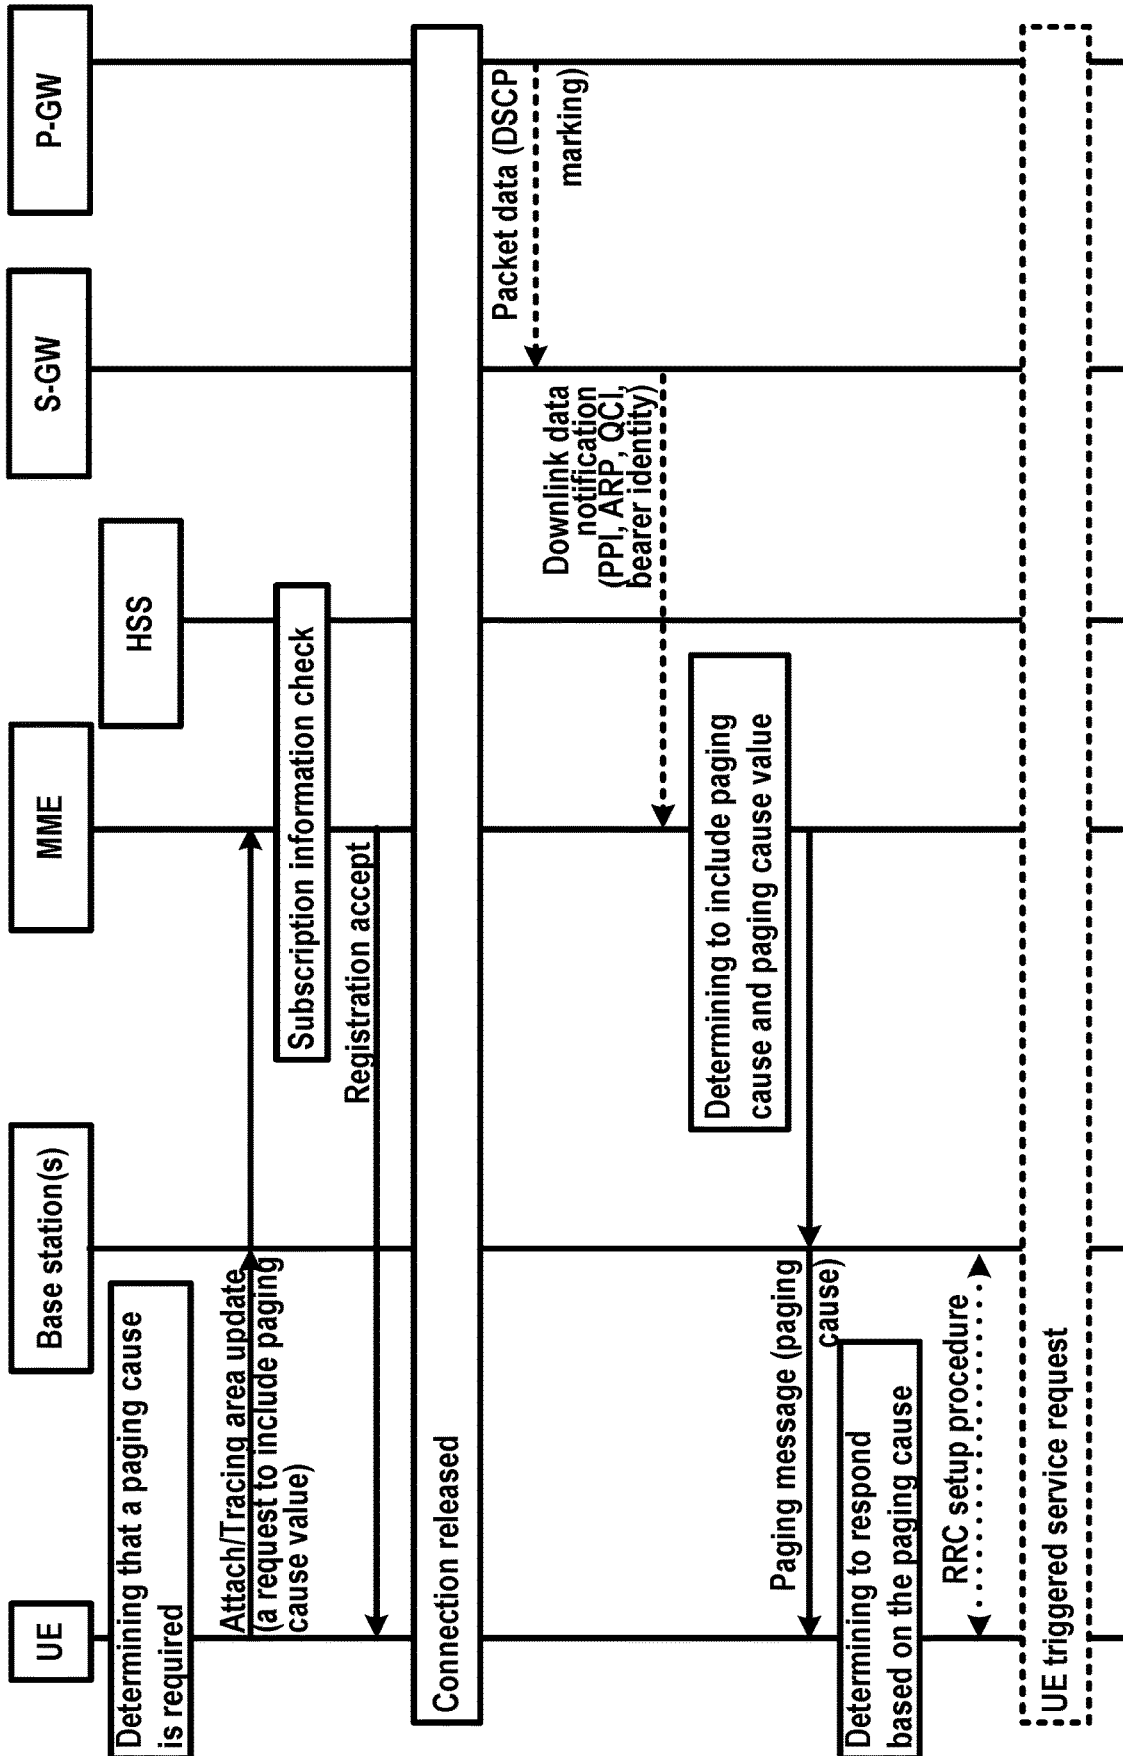 UE
Base station(s)
MME
HSS
S-GW
P-GW
Determining that a paging cause
is required
Attach/Tracing area update
(a request to include paging
cause value)
Subscription information check
Registration accept
Connection released
Packet data (DSCP
marking)
Downlink data
notification
(PPI, ARP, QCI,
bearer identity)
Determining to include paging
cause and paging cause value
Paging message (paging
cause)
Determining to respond
based on the paging cause
RRC setup procedure
UE triggered service request